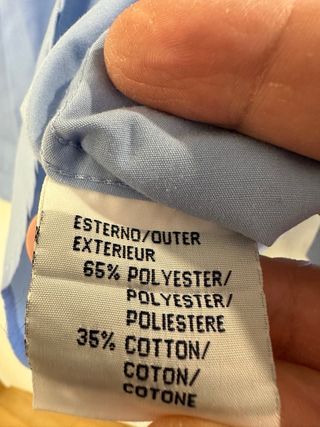 ESTERNO/OUTER
EXTERIEUR
65% POLYESTER/
POLYESTER/
POLIESTERE
35% COTTON/
COTON/
COTONE